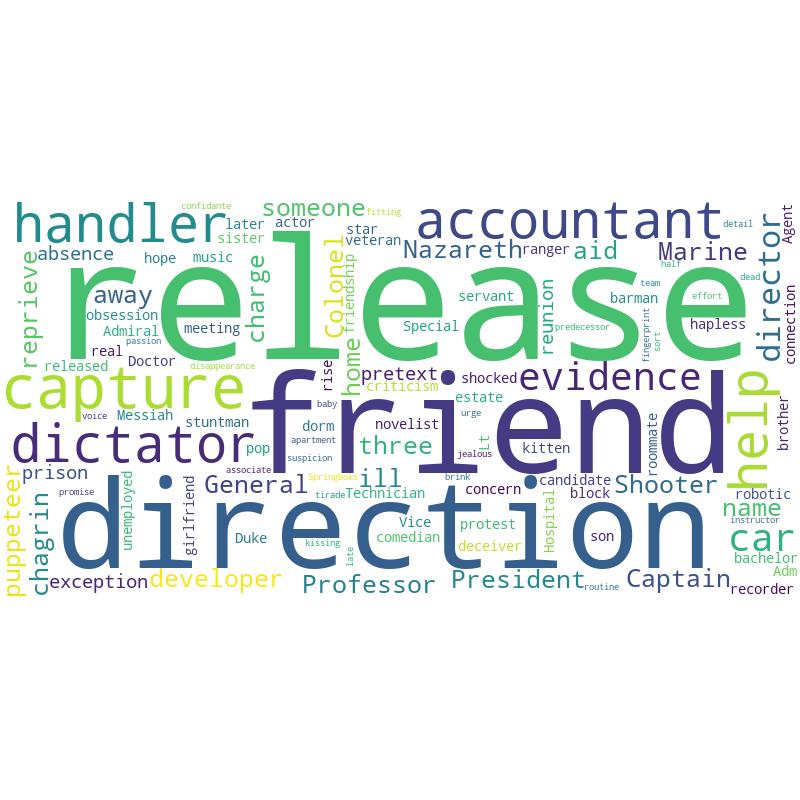 confidante
handler
later
actor
someone
fitting
accountant
detail
Agent
sister
star
veteran
absence
hope
music
Colonel
Nazareth
ranger
aid
Marine
director
reprieve
release
charge
friendship
half
team
dead
away
obsession
servant
reunion
barman
effort
connection
Admiral
meeting
Special
predecessor
fingerprint
sort
hapless
passion
real
Doctor
home
released
disappearance
rise
pretext
shocked
evidence
help
capture
friend
criticism
baby
estate
brother
voice
Messiah
stuntman
dorm
novelist
urge
dictator
pop
apartment
three
Lt
jealous
kitten
roommate
suspicion
puppeteer
prison
associate
Springboks
ill
brink
candidate
Shooter
promise
unemployed
girlfriend
General
tirade
Technician
concern
block
robotic
chagrin
direction
Hospital
name
instructor
Duke
Vice
comedian
protest
son
car
kissing
late
deceiver
bachelor
exception
developer
Professor
President
routine
Captain
Adm
recorder